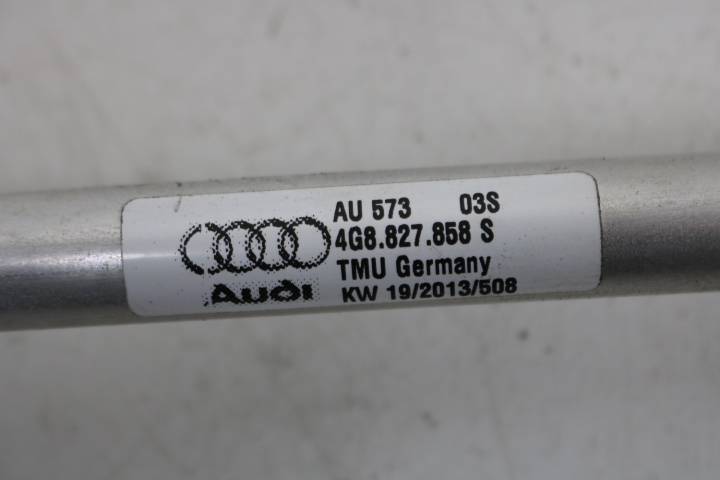 AU 573 03S
4G8.827.858 S
TMU Germany
Audi KW 19/2013/508